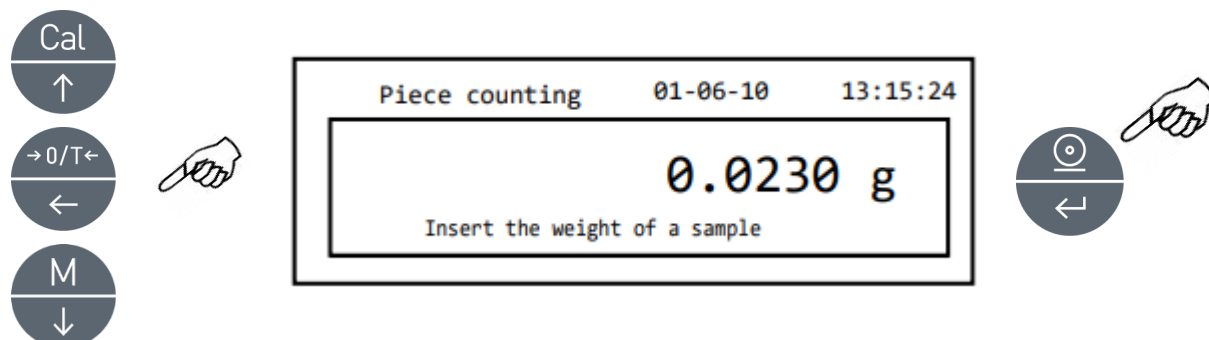 Cal
↑
→0/T←
←
M
↓
Piece counting 01-06-10 13:15:24
0.0230 g
Insert the weight of a sample
↵